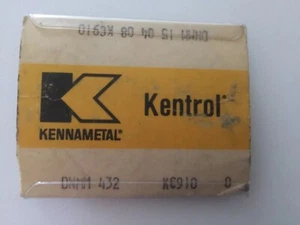 DNMM 15 04 08 KC910
Kentrol®
KENNAMETAL®
DNMM 432 KC910 0